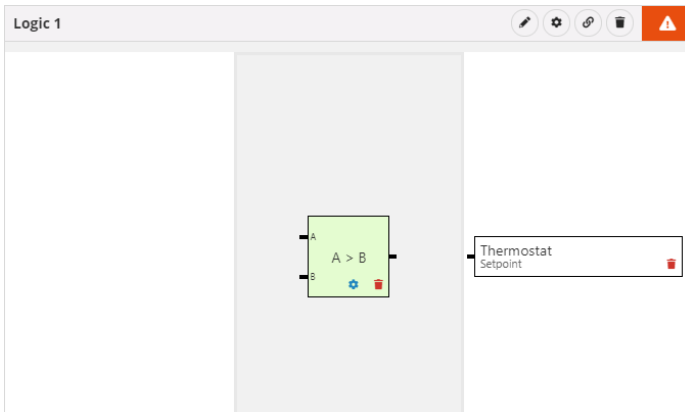 Logic 1
A
A > B
B
Thermostat
Setpoint